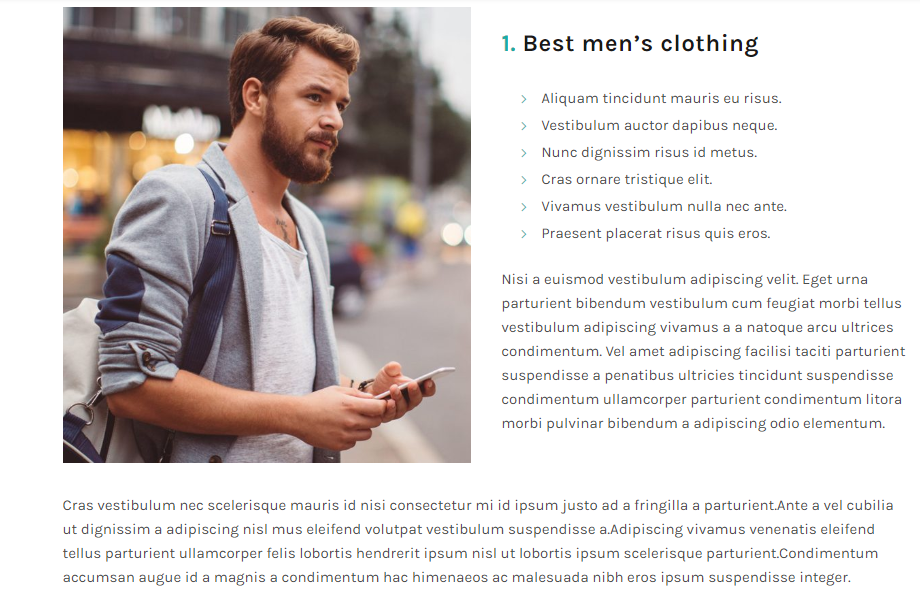 1. Best men’s clothing
Aliquam tincidunt mauris eu risus.
Vestibulum auctor dapibus neque.
Nunc dignissim risus id metus.
Cras ornare tristique elit.
Vivamus vestibulum nulla nec ante.
Praesent placerat risus quis eros.
Nisi a euismod vestibulum adipiscing velit. Eget urna
parturient bibendum vestibulum cum feugiat morbi tellus
vestibulum adipiscing vivamus a a natoque arcu ultrices
condimentum. Vel amet adipiscing facilisi taciti parturient
suspendisse a penatibus ultricies tincidunt suspendisse
condimentum ullamcorper parturient condimentum litora
morbi pulvinar bibendum a adipiscing odio elementum.
Cras vestibulum nec scelerisque mauris id nisi consectetur mi id ipsum justo ad a fringilla a parturient.Ante a vel cubilia
ut dignissim a adipiscing nisl mus eleifend volutpat vestibulum suspendisse a.Adipiscing vivamus venenatis eleifend
tellus parturient ullamcorper felis lobortis hendrerit ipsum nisl ut lobortis ipsum scelerisque parturient.Condimentum
accumsan augue id a magnis a condimentum hac himenaeos ac malesuada nibh eros ipsum suspendisse integer.